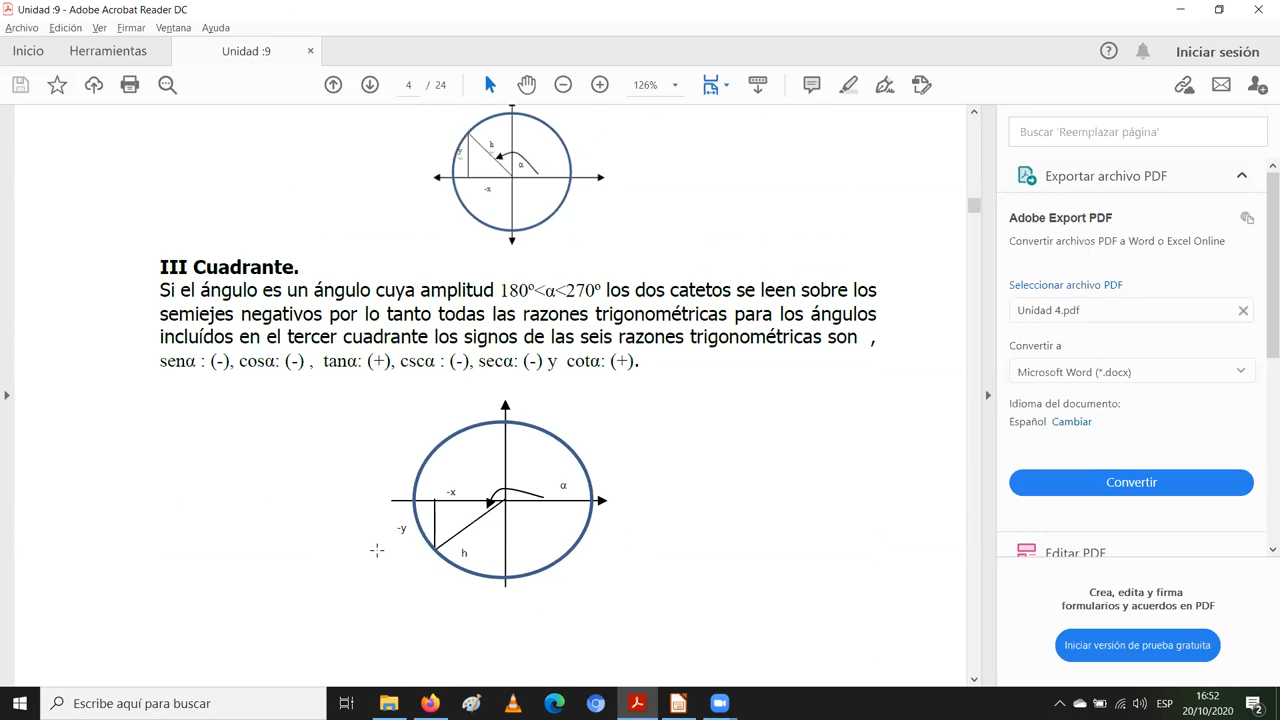 Unidad :9 - Adobe Acrobat Reader DC
Archivo Edición Ver Firmar Ventana Ayuda
Inicio Herramientas Unidad :9 × Iniciar sesión
4 / 24 126%
h
α
-x
III Cuadrante.
Si el ángulo es un ángulo cuya amplitud 180º<α<270º los dos catetos se leen sobre los
semiejes negativos por lo tanto todas las razones trigonométricas para los ángulos
incluídos en el tercer cuadrante los signos de las seis razones trigonométricas son ,
senα : (-), cosα: (-) , tanα: (+), cscα : (-), secα: (-) y cotα: (+).
α
-x
-y
h
Buscar 'Reemplazar página'
Exportar archivo PDF
Adobe Export PDF
Convertir archivos PDF a Word o Excel Online
Seleccionar archivo PDF
Unidad 4.pdf
Convertir a
Microsoft Word (*.docx)
Idioma del documento:
Español Cambiar
Convertir
Editar PDF
Crea, edita y firma
formularios y acuerdos en PDF
Iniciar versión de prueba gratuita
Escribe aquí para buscar
ESP
16:52
20/10/2020
2